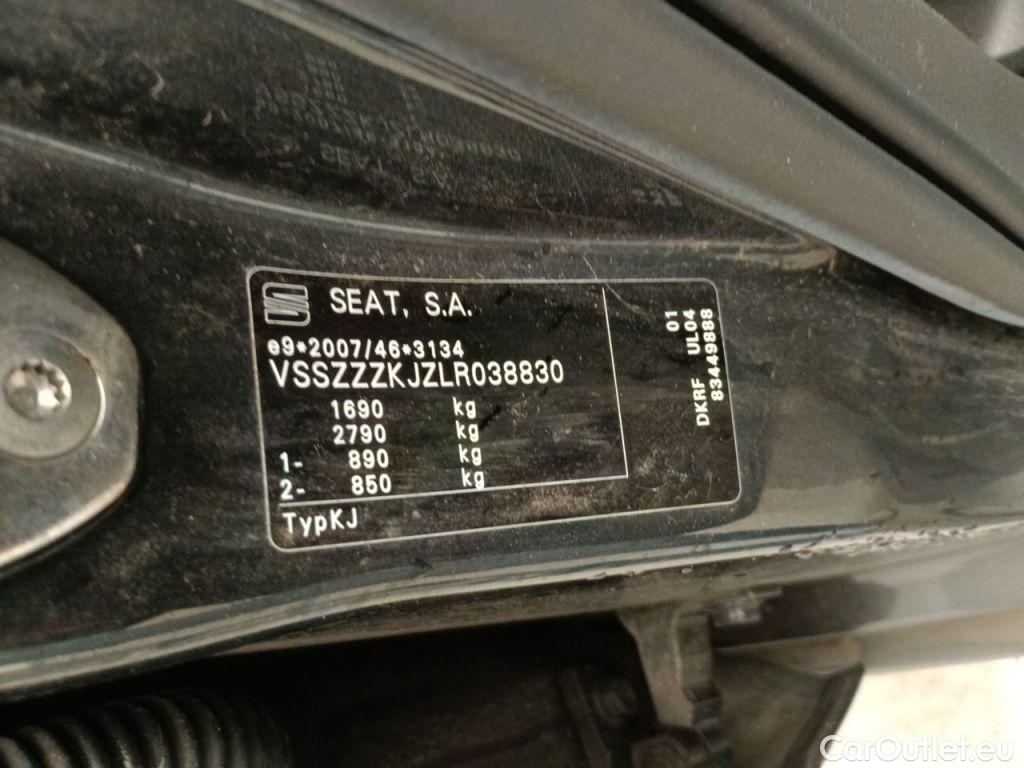 SEAT, S.A.
e9*2007/46*3134
VSSZZZKJZLR038830
1690 kg
2790 kg
1- 890 kg
2- 850 kg
TypKJ
01
DKRF UL04
83449888
CarOutlet.eu